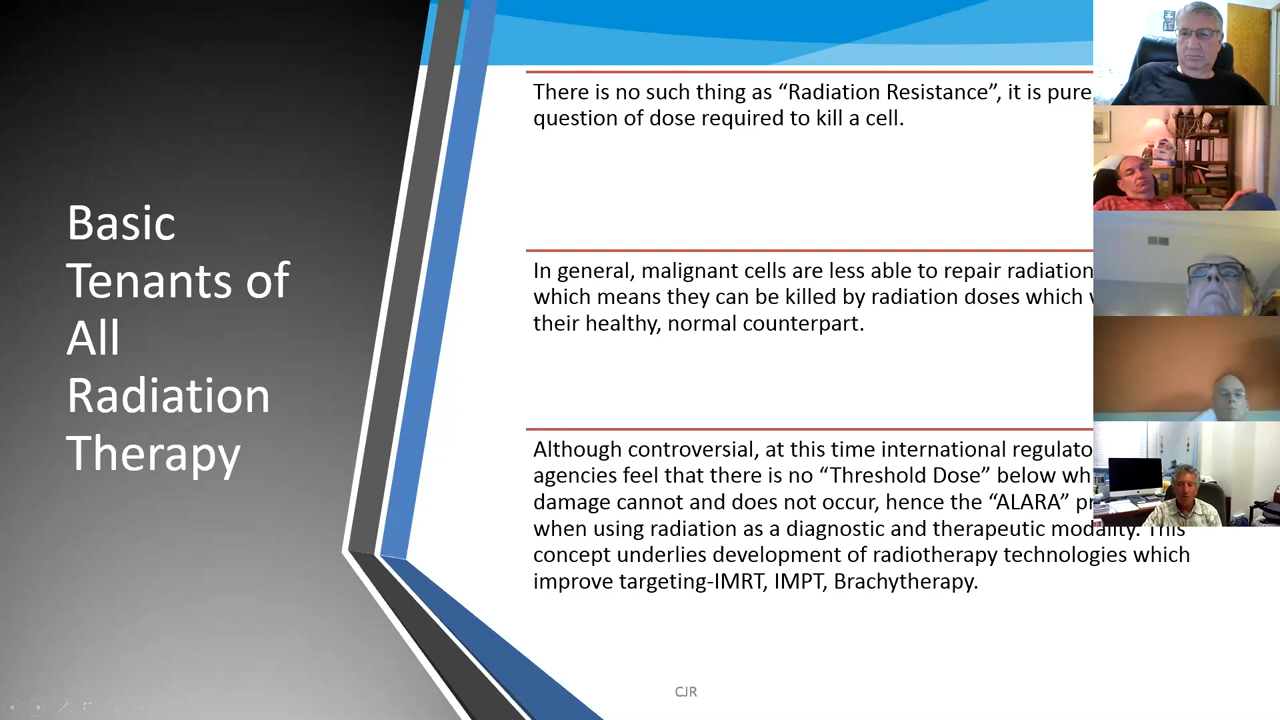 Basic
Tenants of
All
Radiation
Therapy
There is no such thing as “Radiation Resistance”, it is pure
question of dose required to kill a cell.
In general, malignant cells are less able to repair radiation
which means they can be killed by radiation doses which
their healthy, normal counterpart.
Although controversial, at this time international regulato
agencies feel that there is no “Threshold Dose” below wh
damage cannot and does not occur, hence the “ALARA” pr
when using radiation as a diagnostic and therapeutic modality. This
concept underlies development of radiotherapy technologies which
improve targeting-IMRT, IMPT, Brachytherapy.
CJR